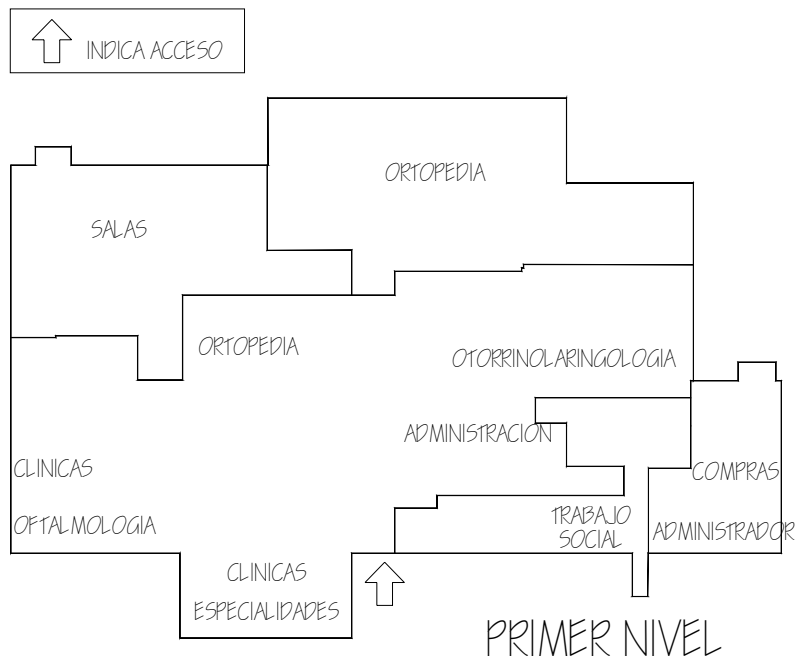 INDICA ACCESO
ORTOPEDIA
SALAS
ORTOPEDIA
OTORRINOLARINGOLOGIA
ADMINISTRACION
CLINICAS
COMPRAS
OFTALMOLOGIA
TRABAJO
SOCIAL
ADMINISTRADOR
CLINICAS
ESPECIALIDADES
PRIMER NIVEL